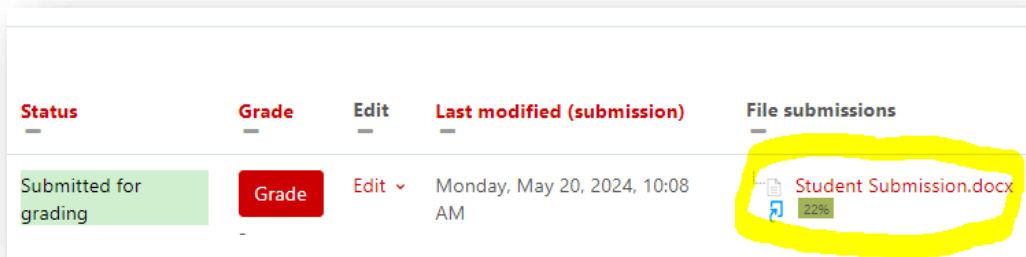 Status Grade Edit Last modified (submission) File submissions
Submitted for grading
Grade
-
Edit
Monday, May 20, 2024, 10:08
AM
Student Submission.docx
22%